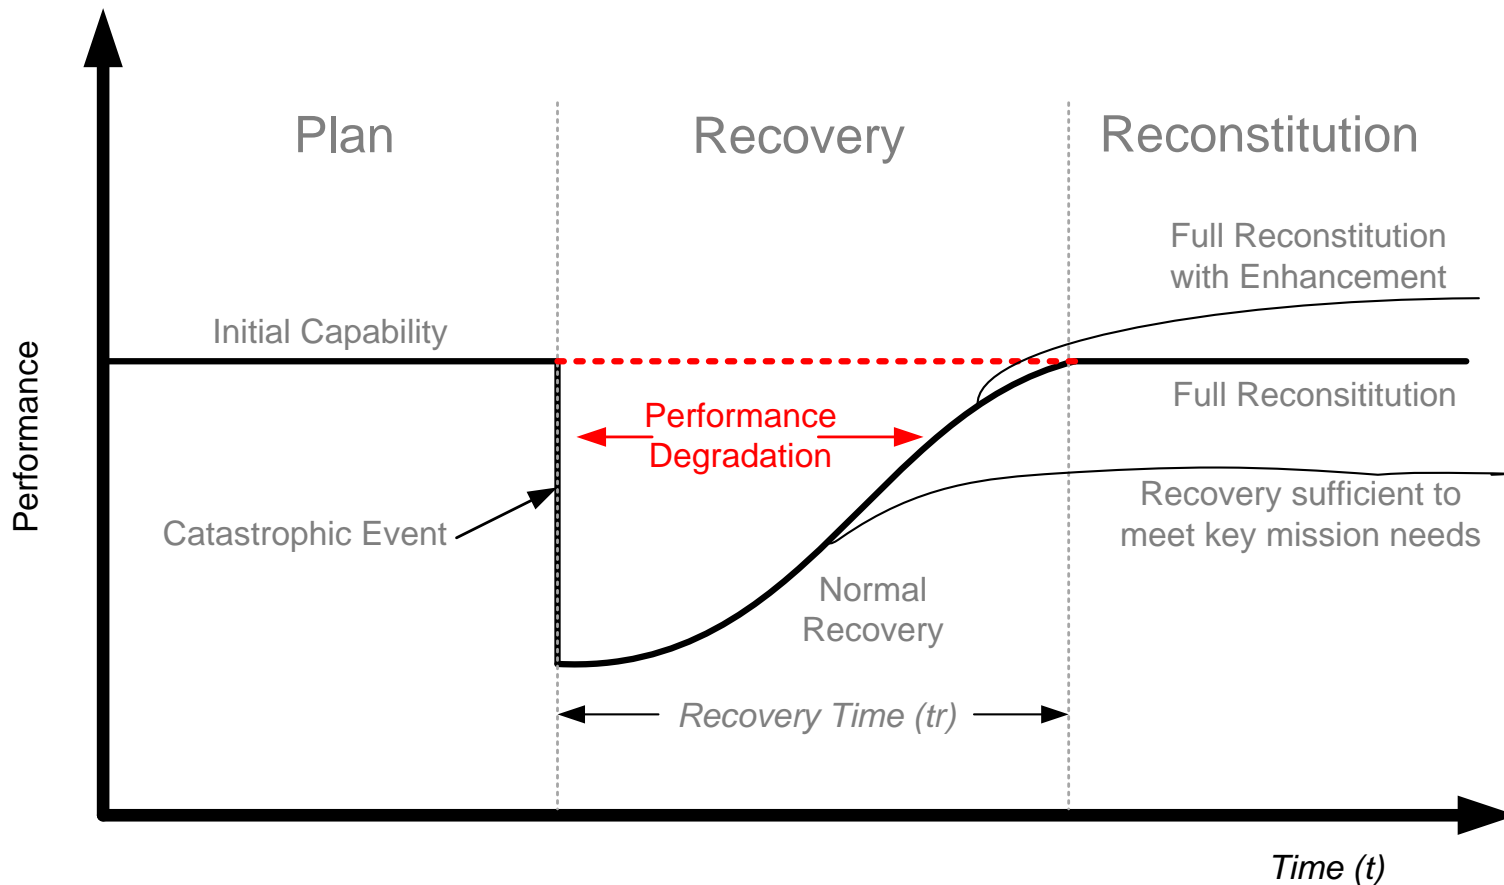 Plan
Recovery
Reconstitution
Full Reconstitution
with Enhancement
Initial Capability
Performance
Full Reconsititution
Performance
Degradation
Recovery sufficient to
meet key mission needs
Catastrophic Event
Normal
Recovery
Recovery Time (tr)
Time (t)